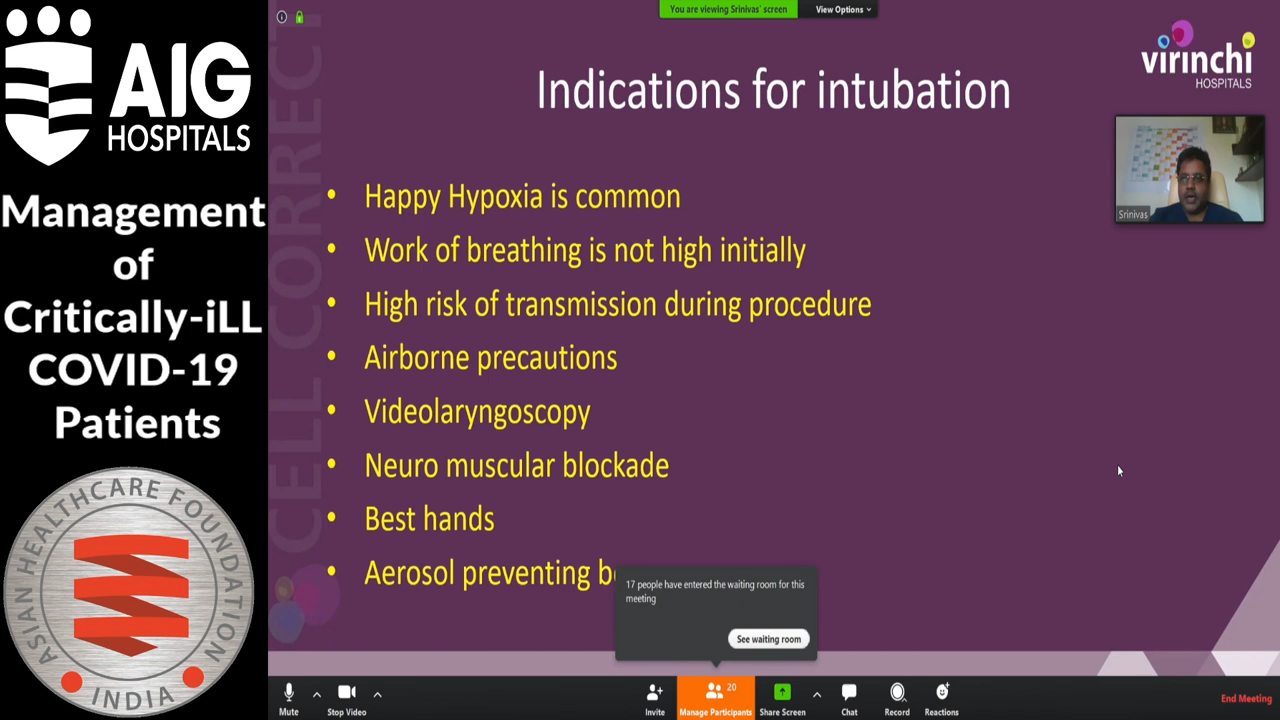 AIG
HOSPITALS
Management
of
Critically-iLL
COVID-19
Patients
ASIAN HEALTHCARE FOUNDATION
INDIA
You are viewing Srinivas' screen
View Options
virinchi
HOSPITALS
Srinivas
CELL CORRECT
Indications for intubation
• Happy Hypoxia is common
• Work of breathing is not high initially
• High risk of transmission during procedure
• Airborne precautions
• Videolaryngoscopy
• Neuro muscular blockade
• Best hands
• Aerosol preventing
17 people have entered the waiting room for this
meeting
See waiting room
Mute
Stop Video
Invite
20
Manage Participants
Share Screen
Chat
Record
Reactions
End Meeting